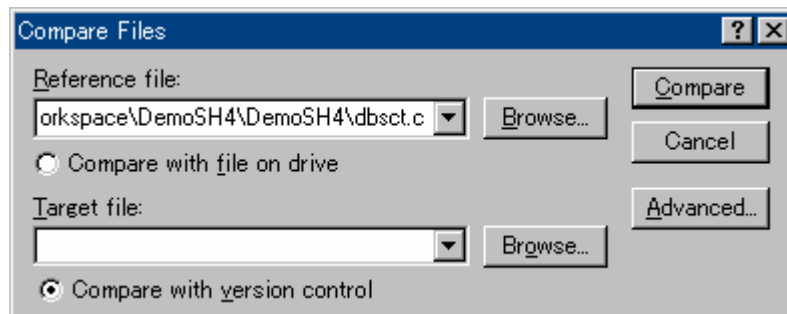 Compare Files
Reference file:
orkspace\DemoSH4\DemoSH4\dbsct.c
Browse...
Compare
Compare with file on drive
Cancel
Target file:
Advanced...
Browse...
Compare with version control